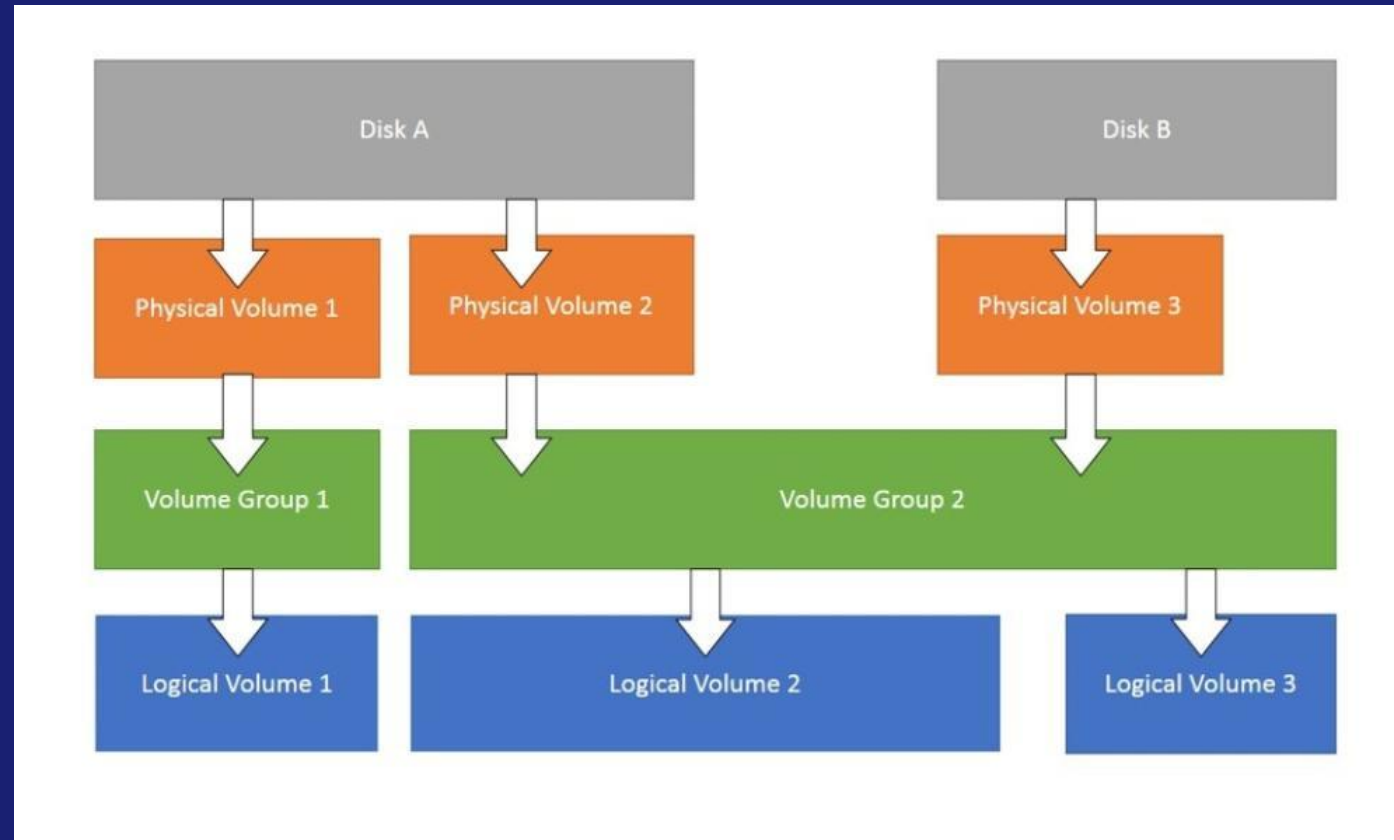 Disk A
Disk B
Physical Volume 1
Physical Volume 2
Physical Volume 3
Volume Group 1
Volume Group 2
Logical Volume 1
Logical Volume 2
Logical Volume 3